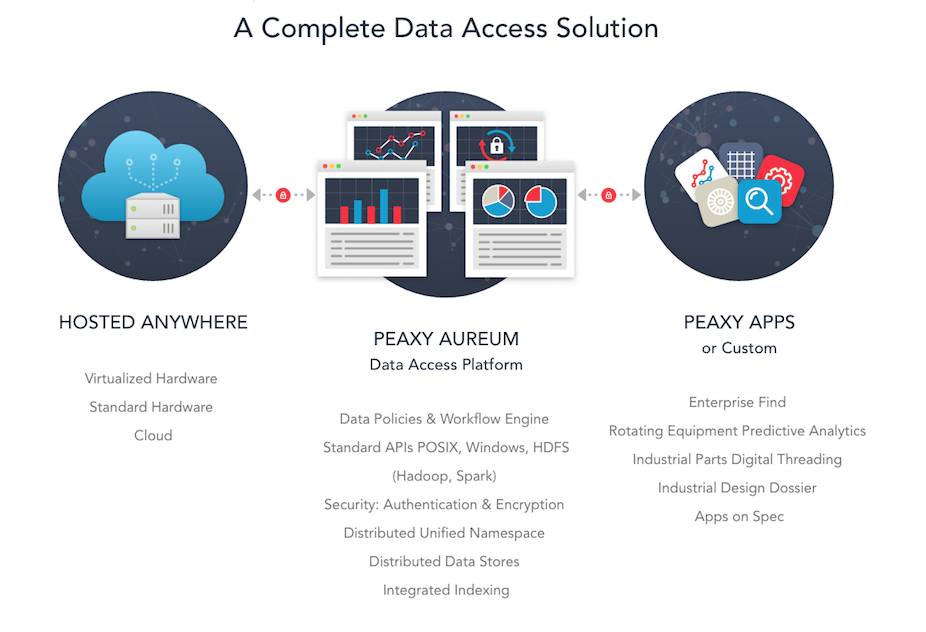 A Complete Data Access Solution
HOSTED ANYWHERE
Virtualized Hardware
Standard Hardware
Cloud
PEAXY AUREUM
Data Access Platform
Data Policies & Workflow Engine
Standard APIs POSIX, Windows, HDFS
(Hadoop, Spark)
Security: Authentication & Encryption
Distributed Unified Namespace
Distributed Data Stores
Integrated Indexing
PEAXY APPS
or Custom
Enterprise Find
Rotating Equipment Predictive Analytics
Industrial Parts Digital Threading
Industrial Design Dossier
Apps on Spec